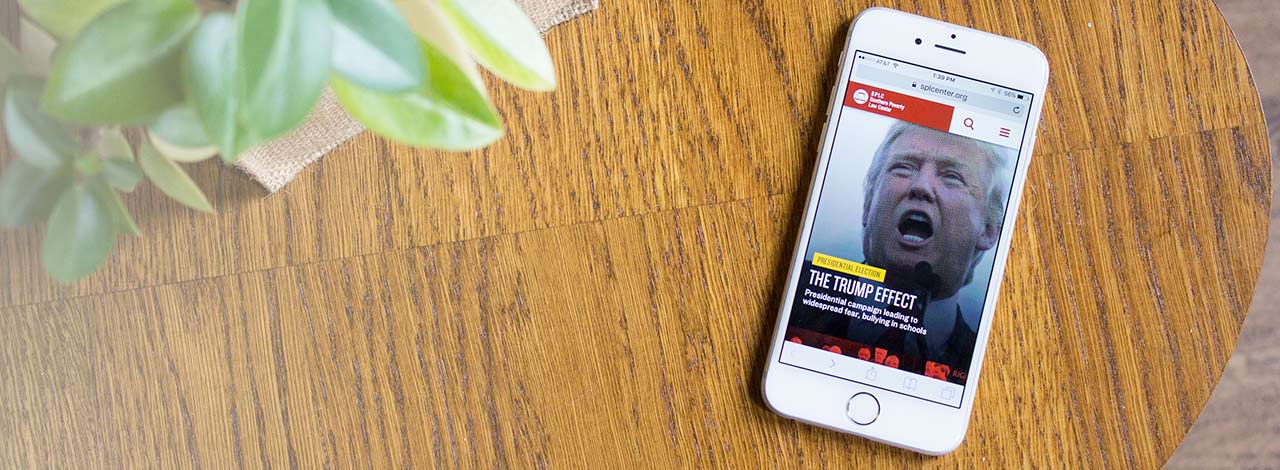 AT&T
1:39 PM
56%
splcenter.org
SPLC
Southern Poverty
Law Center
PRESIDENTIAL ELECTION
THE TRUMP EFFECT
Presidential campaign leading to
widespread fear, bullying in schools